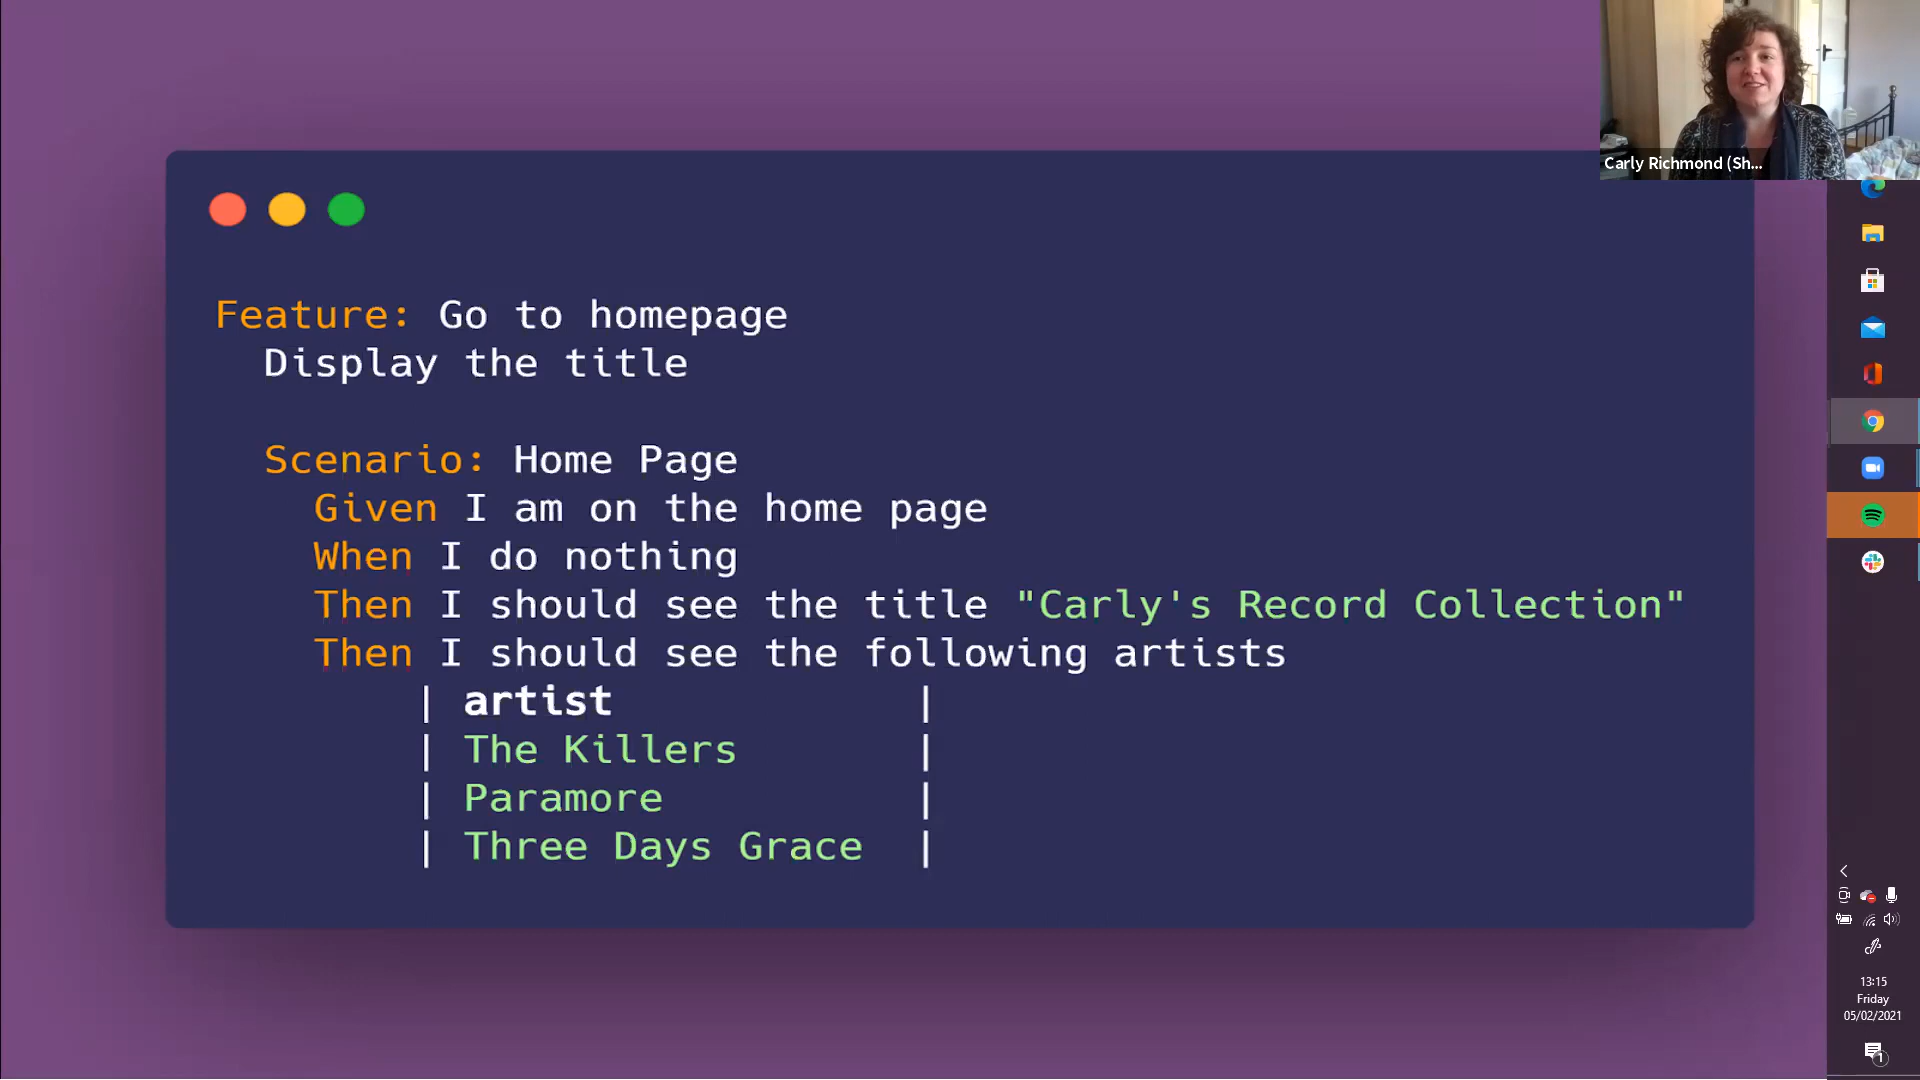 Carly Richmond (Sh...
Feature: Go to homepage
Display the title
Scenario: Home Page
Given I am on the home page
When I do nothing
Then I should see the title "Carly's Record Collection"
Then I should see the following artists
| artist |
| The Killers |
| Paramore |
| Three Days Grace |
13:15
Friday
05/02/2021
1